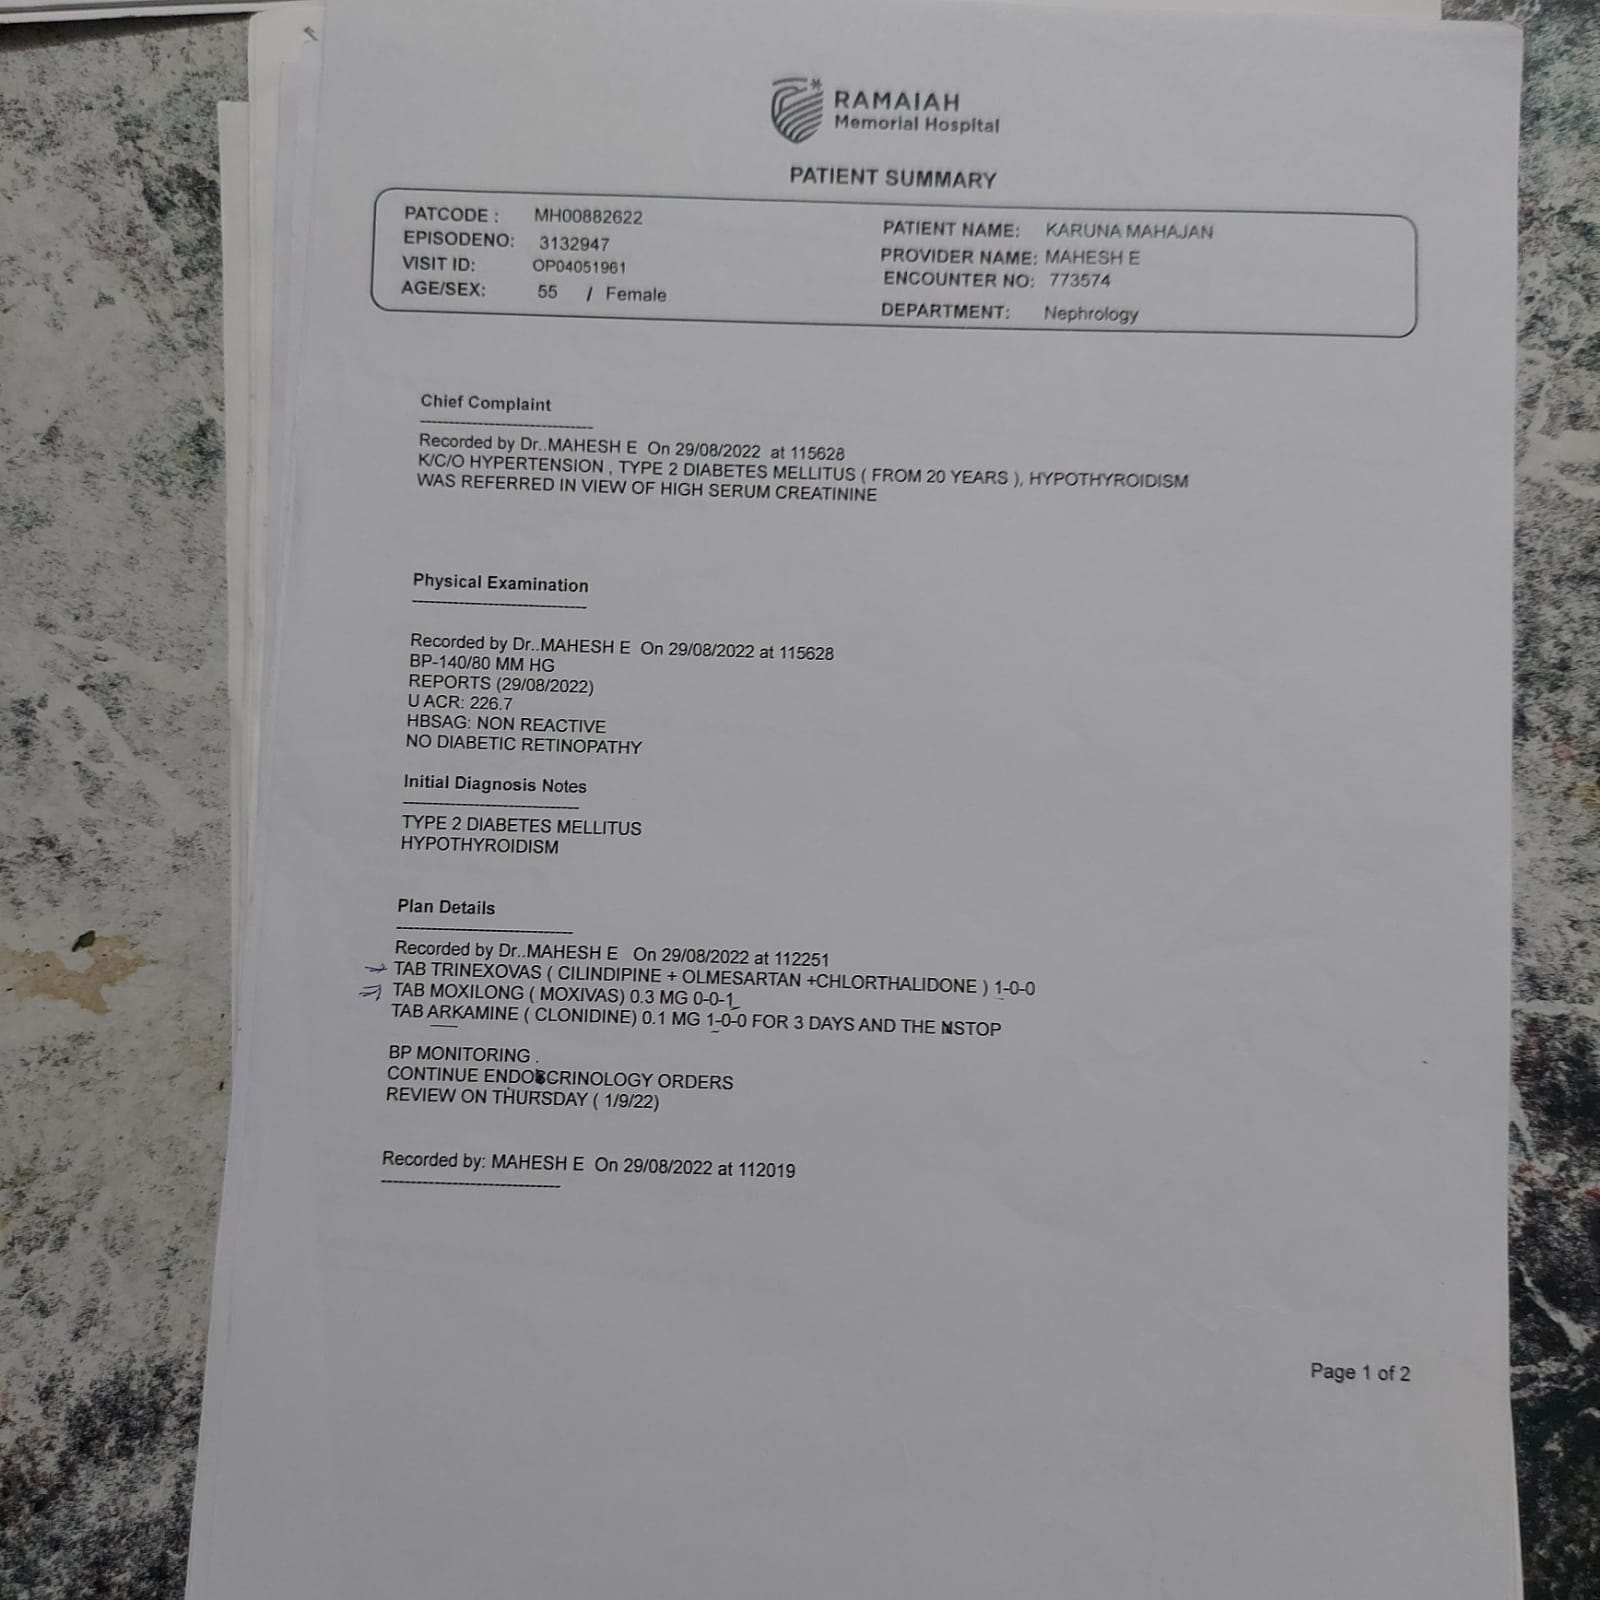 RAMAIAH
Memorial Hospital
PATIENT SUMMARY
PATCODE : MH00882622
EPISODENO: 3132947
VISIT ID: OP04051961
AGE/SEX: 55 / Female
PATIENT NAME: KARUNA MAHAJAN
PROVIDER NAME: MAHESH E
ENCOUNTER NO: 773574
DEPARTMENT: Nephrology
Chief Complaint
Recorded by Dr..MAHESH E On 29/08/2022 at 115628
K/C/O HYPERTENSION , TYPE 2 DIABETES MELLITUS ( FROM 20 YEARS ), HYPOTHYROIDISM
WAS REFERRED IN VIEW OF HIGH SERUM CREATININE
Physical Examination
Recorded by Dr..MAHESH E On 29/08/2022 at 115628
BP-140/80 MM HG
REPORTS (29/08/2022)
U ACR: 226.7
HBSAG: NON REACTIVE
NO DIABETIC RETINOPATHY
Initial Diagnosis Notes
TYPE 2 DIABETES MELLITUS
HYPOTHYROIDISM
Plan Details
Recorded by Dr..MAHESH E On 29/08/2022 at 112251
TAB TRINEXOVAS ( CILINDIPINE + OLMESARTAN +CHLORTHALIDONE ) 1-0-0
TAB MOXILONG ( MOXIVAS) 0.3 MG 0-0-1
TAB ARKAMINE ( CLONIDINE) 0.1 MG 1-0-0 FOR 3 DAYS AND THE NSTOP
BP MONITORING .
CONTINUE ENDOSCRINOLOGY ORDERS
REVIEW ON THURSDAY ( 1/9/22)
Recorded by: MAHESH E On 29/08/2022 at 112019
Page 1 of 2